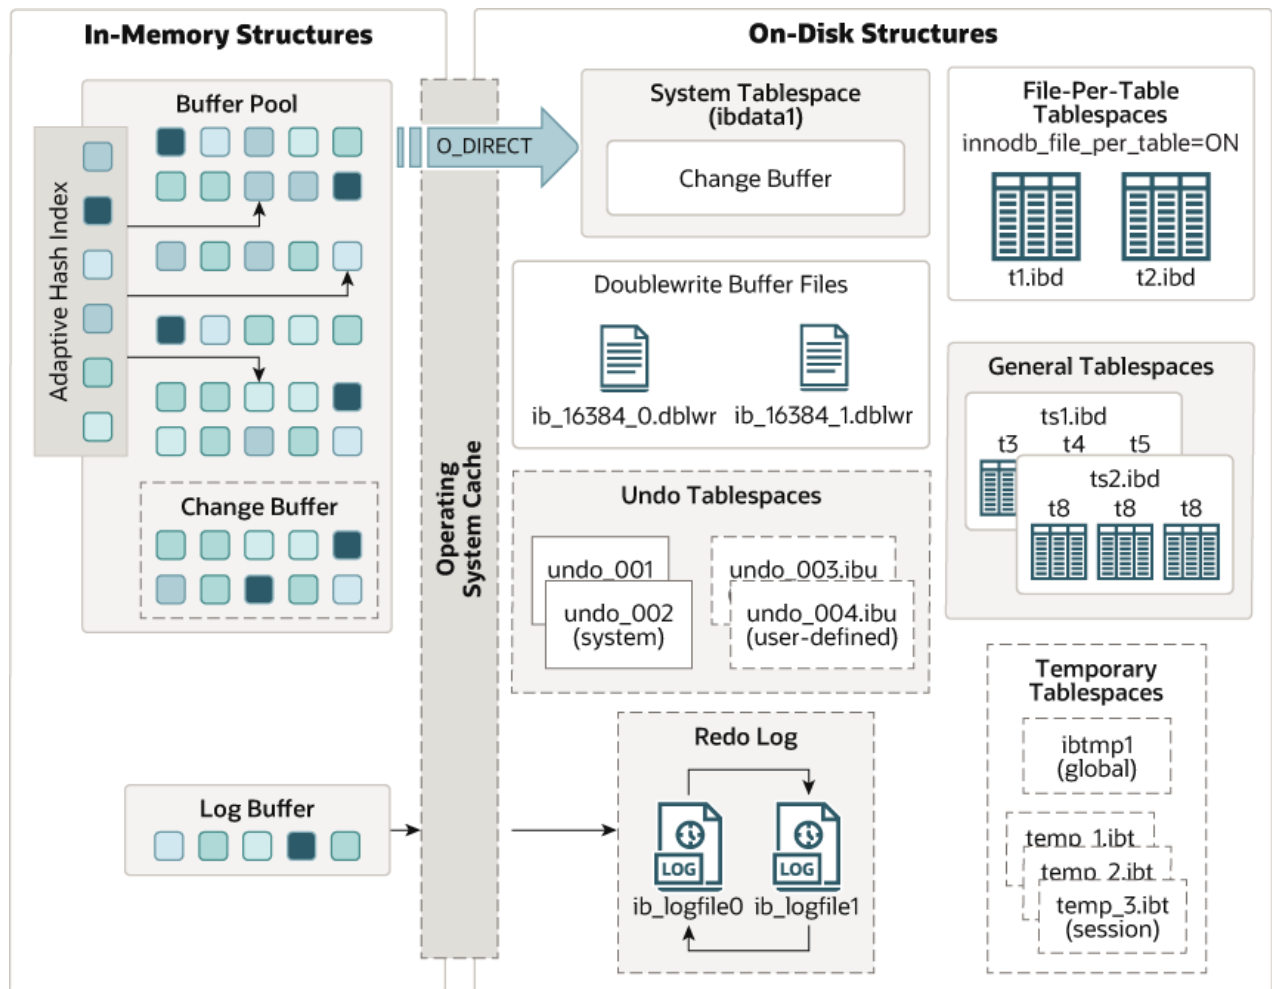 In-Memory Structures
Buffer Pool
Adaptive Hash Index
Change Buffer
Log Buffer
Operating
System Cache
O_DIRECT
On-Disk Structures
System Tablespace
(ibdata1)
Change Buffer
File-Per-Table
Tablespaces
innodb_file_per_table=ON
t1.ibd
t2.ibd
Doublewrite Buffer Files
ib_16384_0.dblwr
ib_16384_1.dblwr
General Tablespaces
ts1.ibd
t3 t4 t5
ts2.ibd
t8 t8 t8
Undo Tablespaces
undo_001
undo_002
(system)
undo_003.ibu
undo_004.ibu
(user-defined)
Redo Log
LOG
LOG
ib_logfile0
ib_logfile1
Temporary
Tablespaces
ibtmp1
(global)
temp_1.ibt
temp_2.ibt
temp_3.ibt
(session)